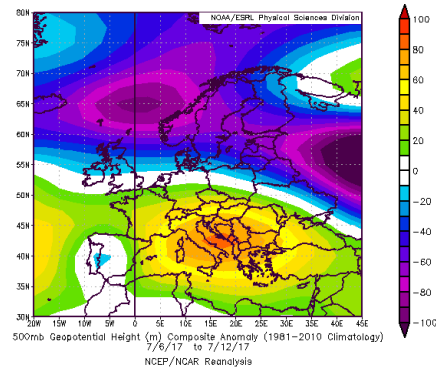 NOAA/ESRL Physical Sciences Division
80N
75N
70N
65N
60N
55N
50N
45N
40N
35N
30N
20W 15W 10W 5W 0 5E 10E 15E 20E 25E 30E 35E 40E 45E
100
80
60
40
20
0
-20
-40
-60
-80
-100
500mb Geopotential Height (m) Composite Anomaly (1981-2010 Climatology)
7/6/17 to 7/12/17
NCEP/NCAR Reanalysis